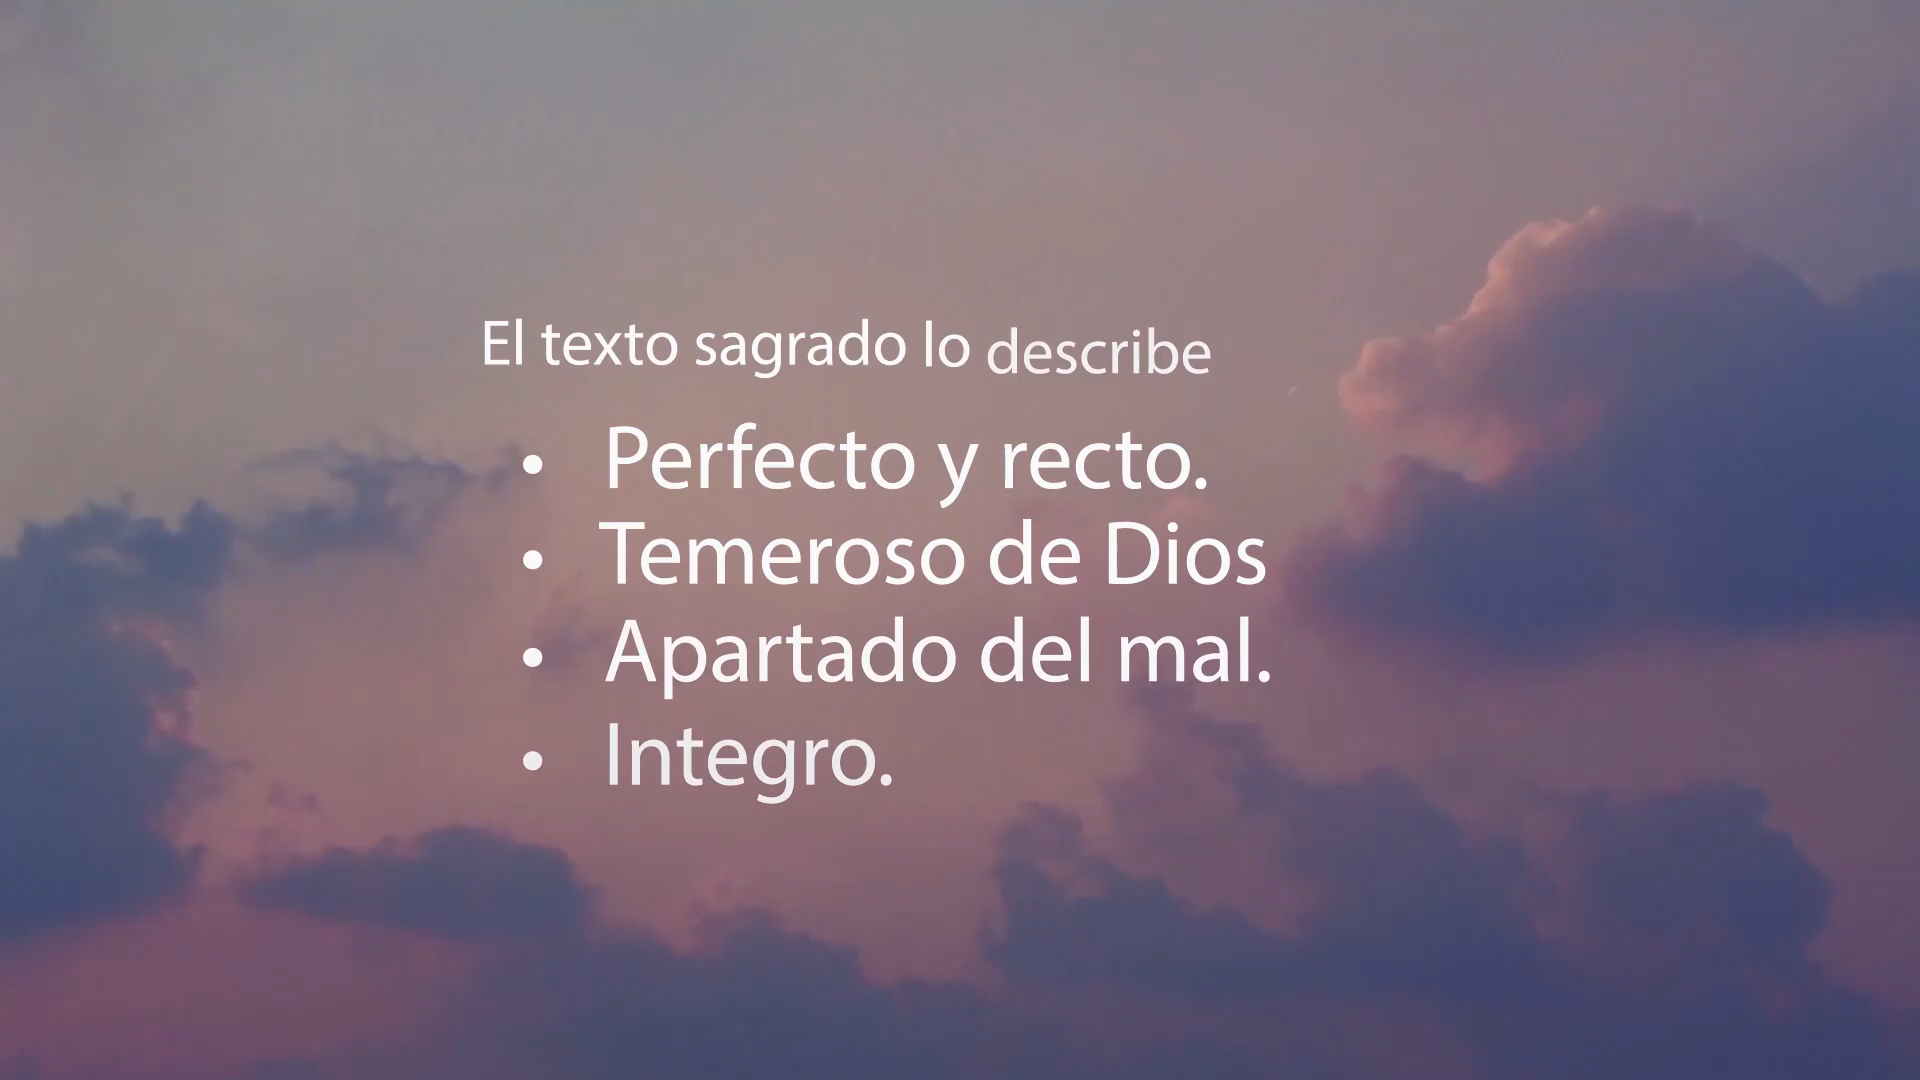 El texto sagrado lo describe
• Perfecto y recto.
• Temeroso de Dios
• Apartado del mal.
• Integro.